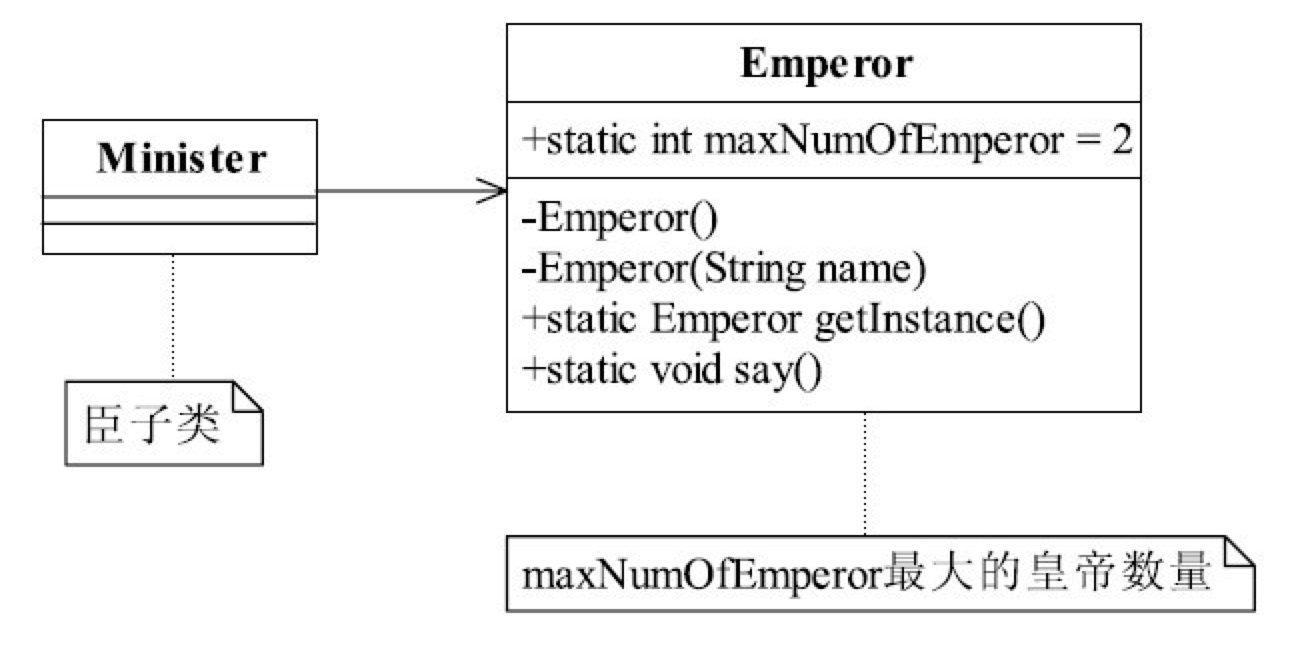 Minister
臣子类
Emperor
+static int maxNumOfEmperor = 2
-Emperor()
-Emperor(String name)
+static Emperor getInstance()
+static void say()
maxNumOfEmperor最大的皇帝数量